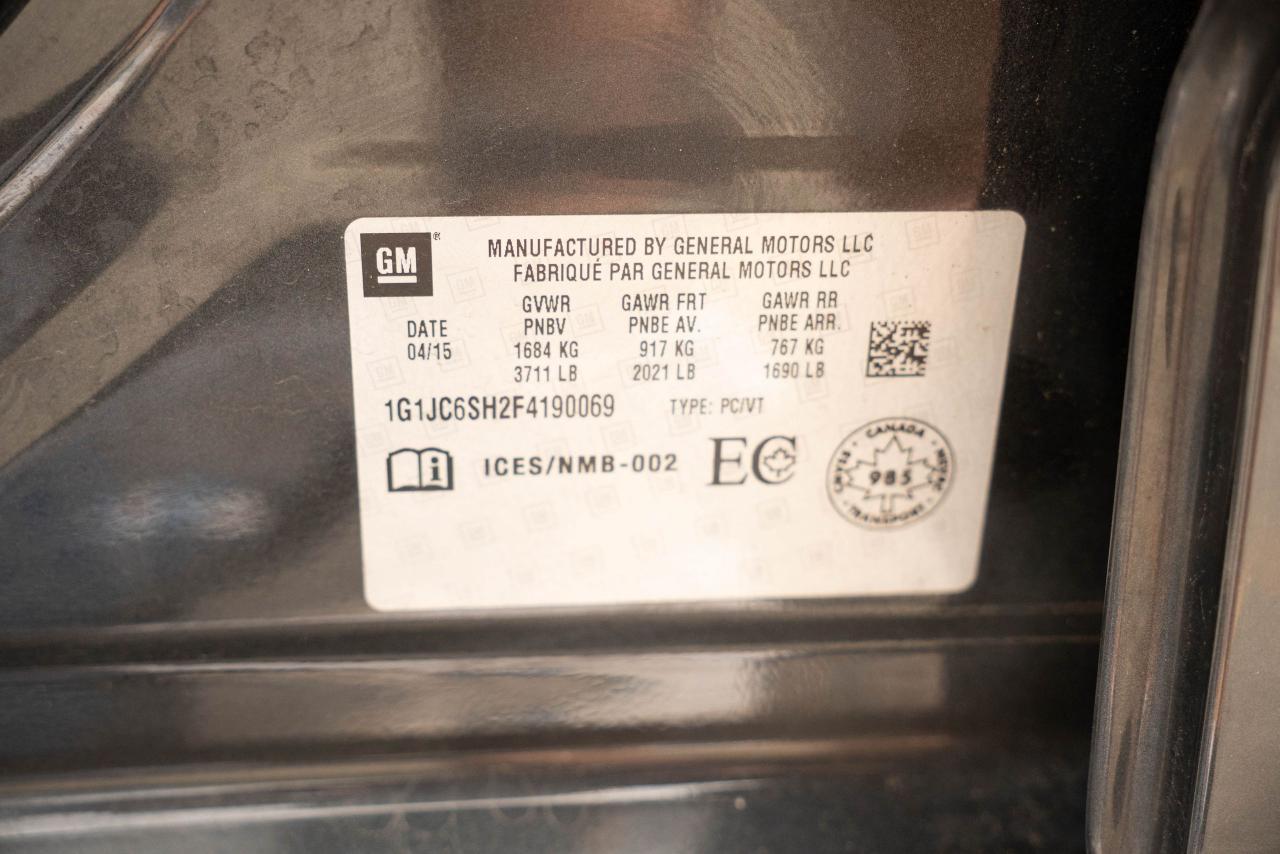 GM®
MANUFACTURED BY GENERAL MOTORS LLC
FABRIQUÉ PAR GENERAL MOTORS LLC
GVWR GAWR FRT GAWR RR
DATE PNBV PNBE AV. PNBE ARR.
04/15 1684 KG 917 KG 767 KG
3711 LB 2021 LB 1690 LB
1G1JC6SH2F4190069 TYPE: PC/VT
i ICES/NMB-002 EC
CANADA
985
TRANSPORT